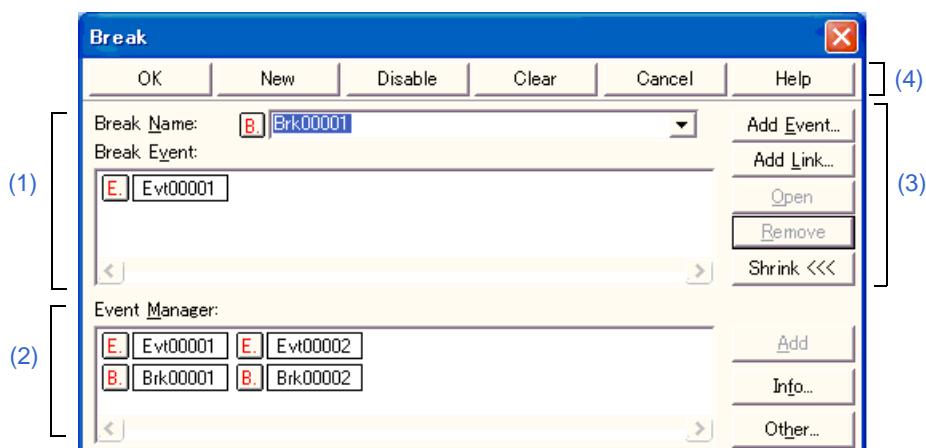 Break
OK New Disable Clear Cancel Help (4)
Break Name: B. Brk00001 Add Event...
Break Event: Add Link...
(1) E. Evt00001 Open (3)
Remove
Shrink <<<
Event Manager:
E. Evt00001 E. Evt00002 Add
(2) B. Brk00001 B. Brk00002 Info...
Other...